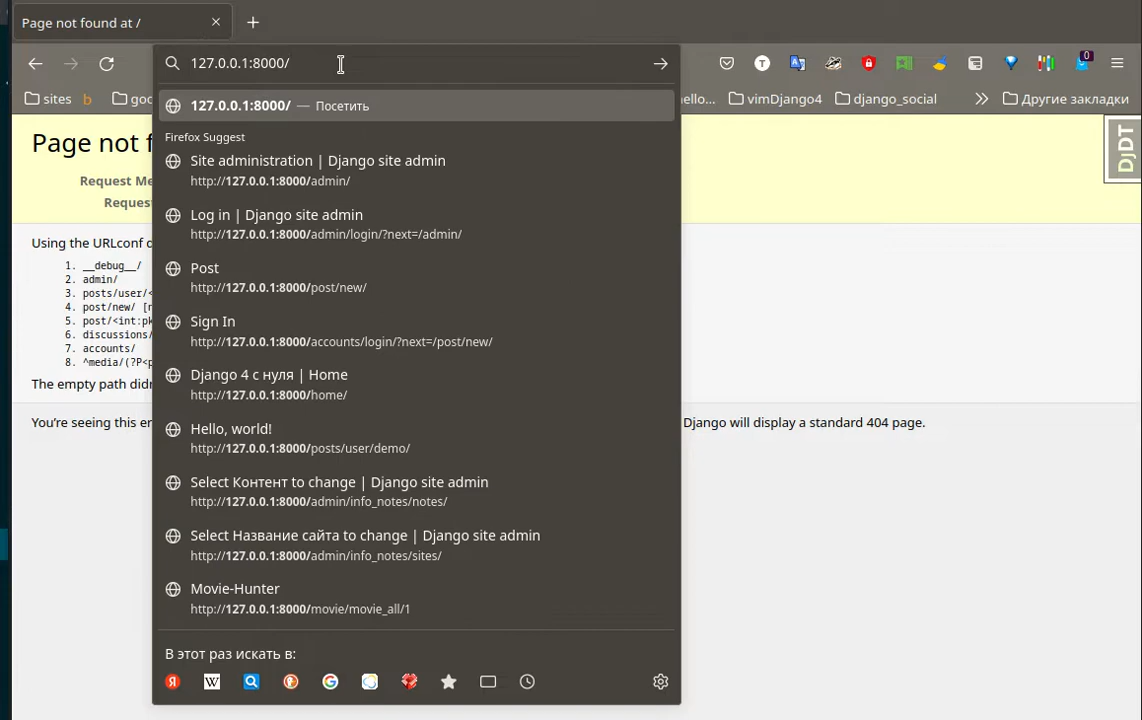 Page not found at /
127.0.0.1:8000/
0
sites
b
goo
hello...
vimDjango4
django_social
Другие закладки
127.0.0.1:8000/ — Посетить
Firefox Suggest
Site administration | Django site admin
http://127.0.0.1:8000/admin/
Log in | Django site admin
http://127.0.0.1:8000/admin/login/?next=/admin/
Post
http://127.0.0.1:8000/post/new/
Sign In
http://127.0.0.1:8000/accounts/login/?next=/post/new/
Django 4 с нуля | Home
http://127.0.0.1:8000/home/
Hello, world!
http://127.0.0.1:8000/posts/user/demo/
Select Контент to change | Django site admin
http://127.0.0.1:8000/admin/info_notes/notes/
Select Название сайта to change | Django site admin
http://127.0.0.1:8000/admin/info_notes/sites/
Movie-Hunter
http://127.0.0.1:8000/movie/movie_all/1
В этот раз искать в:
Я W G
Page not f
DjDT
Request Me
Request
Using the URLconf d
1. __debug__/
2. admin/
3. posts/user/<
4. post/new/ [n
5. post/<int:pk
6. discussions/
7. accounts/
8. ^media/(?P<p
The empty path didn
You're seeing this er
Django will display a standard 404 page.